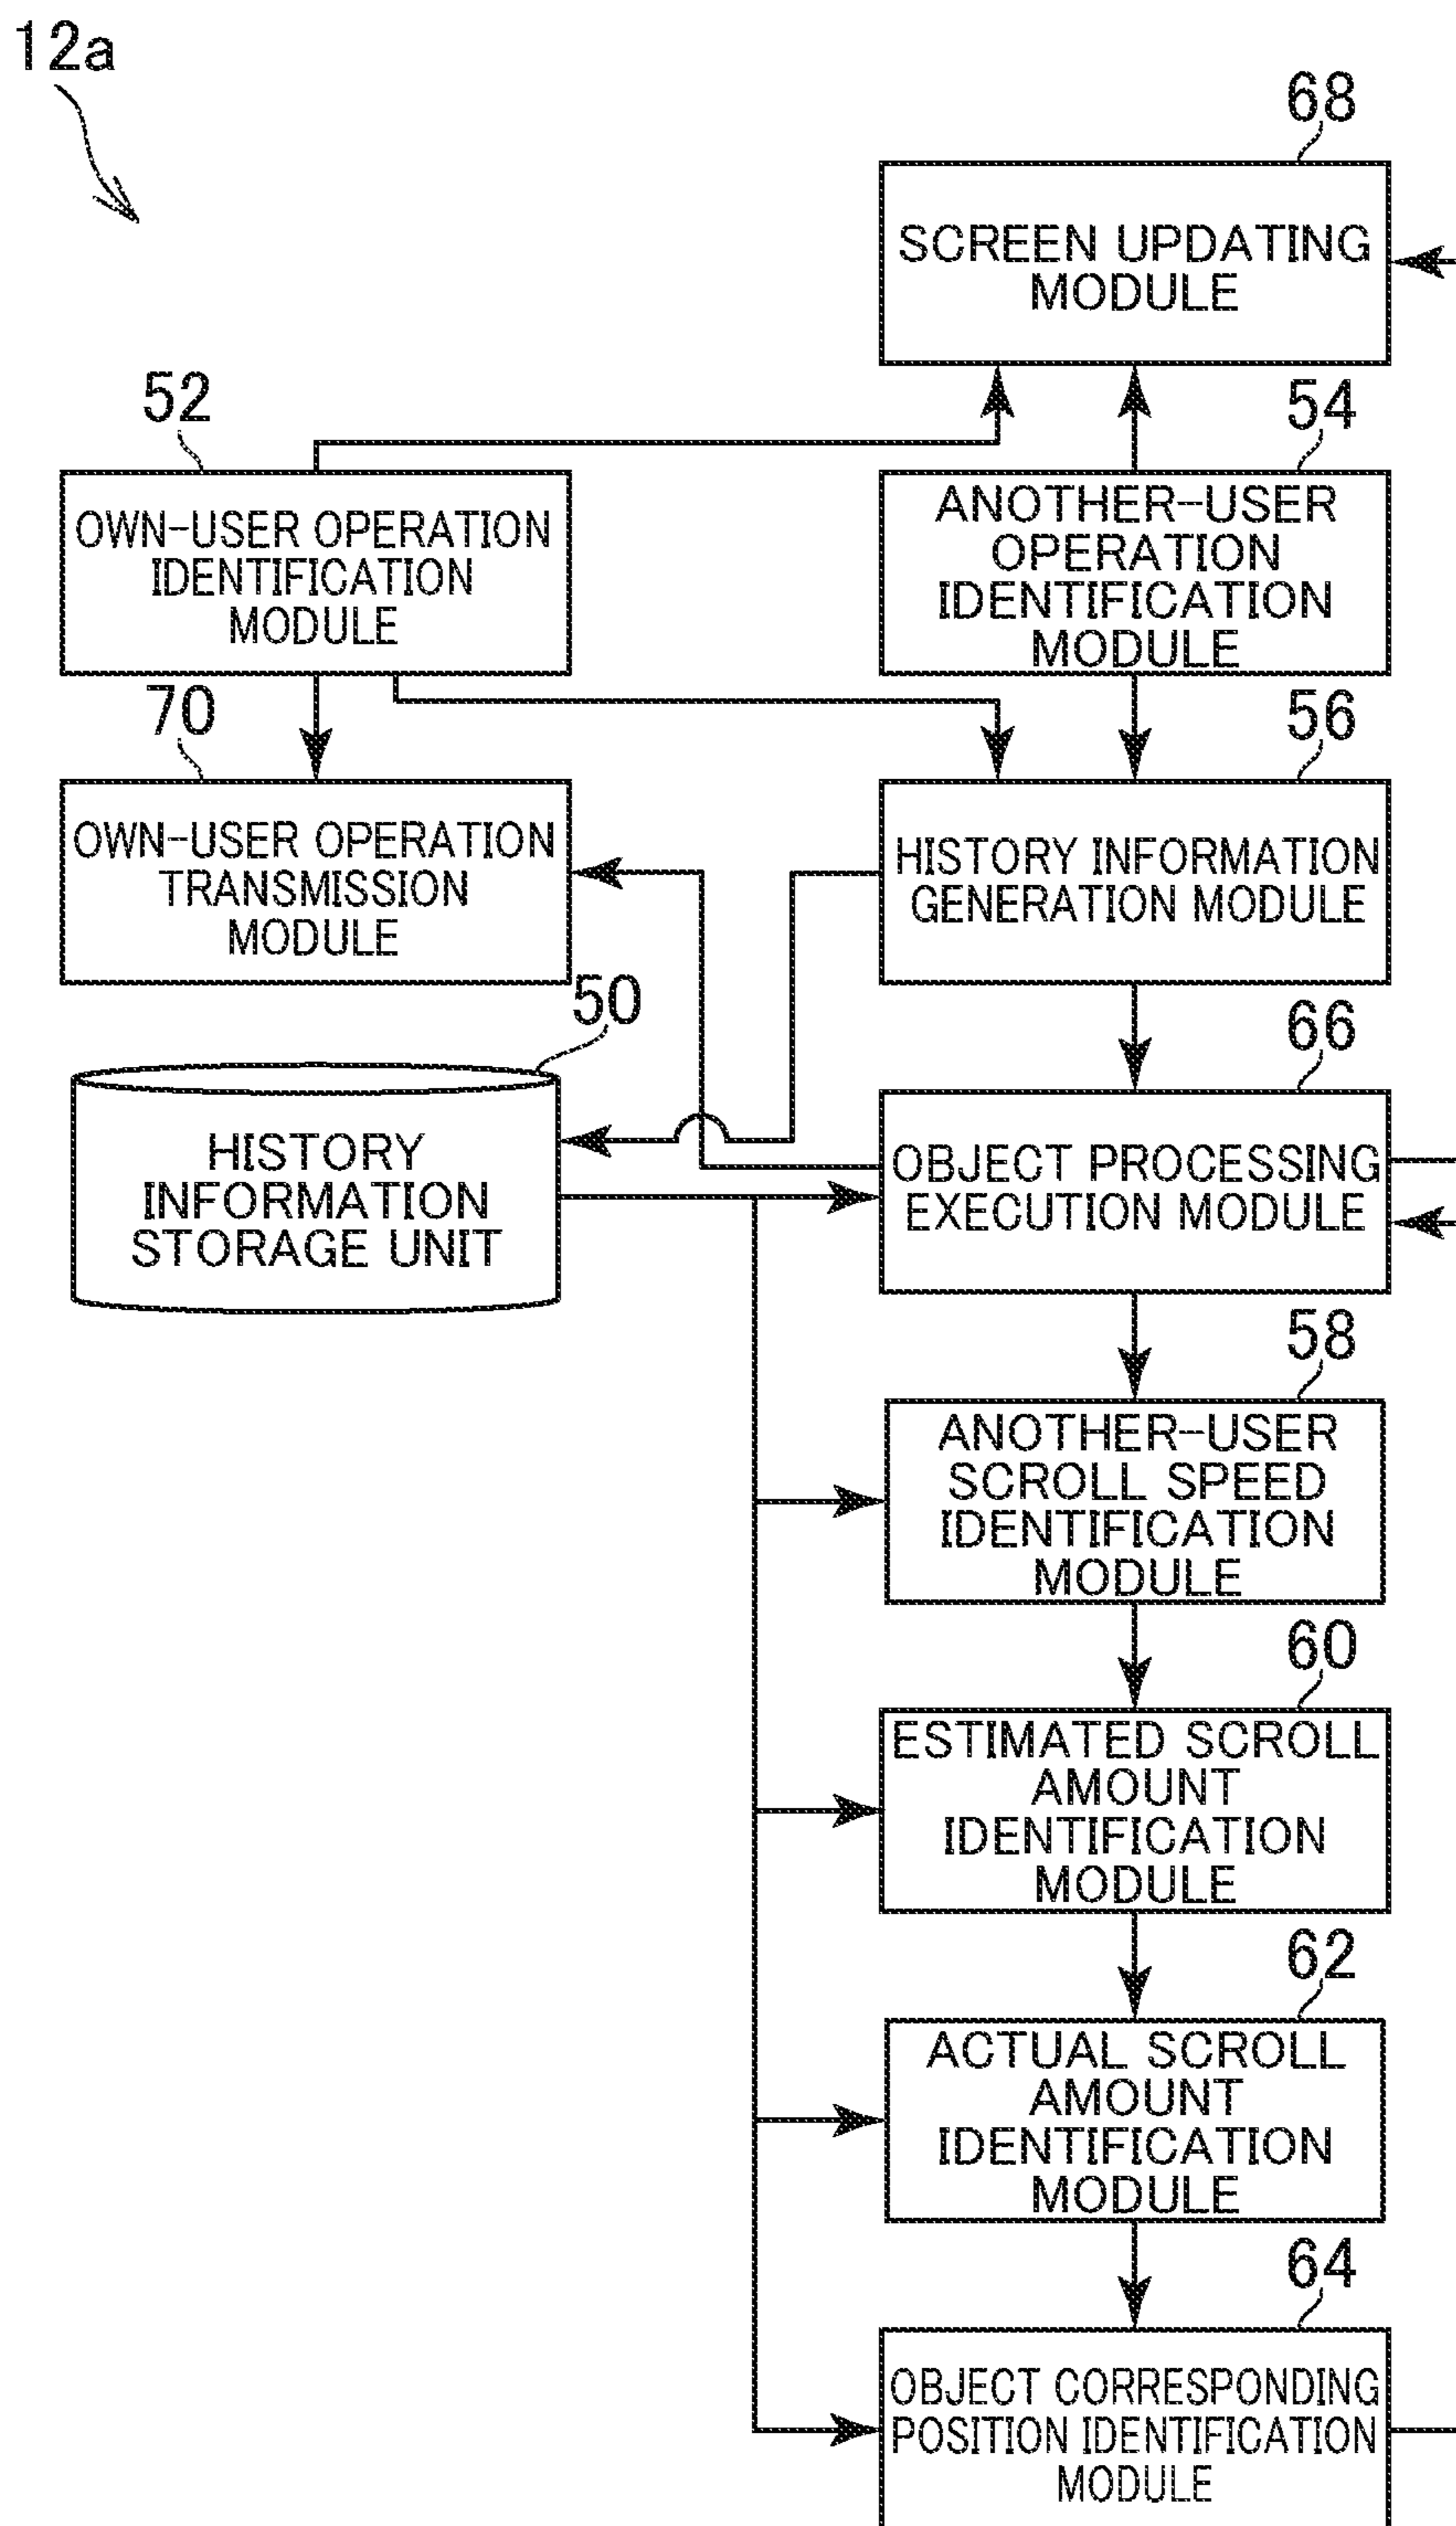 12a
68
SCREEN UPDATING
MODULE
52
OWN-USER OPERATION
IDENTIFICATION
MODULE
54
ANOTHER-USER
OPERATION
IDENTIFICATION
MODULE
70
OWN-USER OPERATION
TRANSMISSION
MODULE
56
HISTORY INFORMATION
GENERATION MODULE
50
HISTORY
INFORMATION
STORAGE UNIT
66
OBJECT PROCESSING
EXECUTION MODULE
58
ANOTHER-USER
SCROLL SPEED
IDENTIFICATION
MODULE
60
ESTIMATED SCROLL
AMOUNT
IDENTIFICATION
MODULE
62
ACTUAL SCROLL
AMOUNT
IDENTIFICATION
MODULE
64
OBJECT CORRESPONDING
POSITION IDENTIFICATION
MODULE